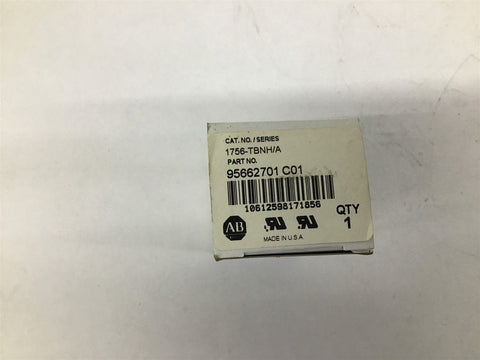 CAT. NO. / SERIES
1756-TBNH/A
PART NO.
95662701 C01
10612598171856
AB
QTY
1
MADE IN U.S.A.